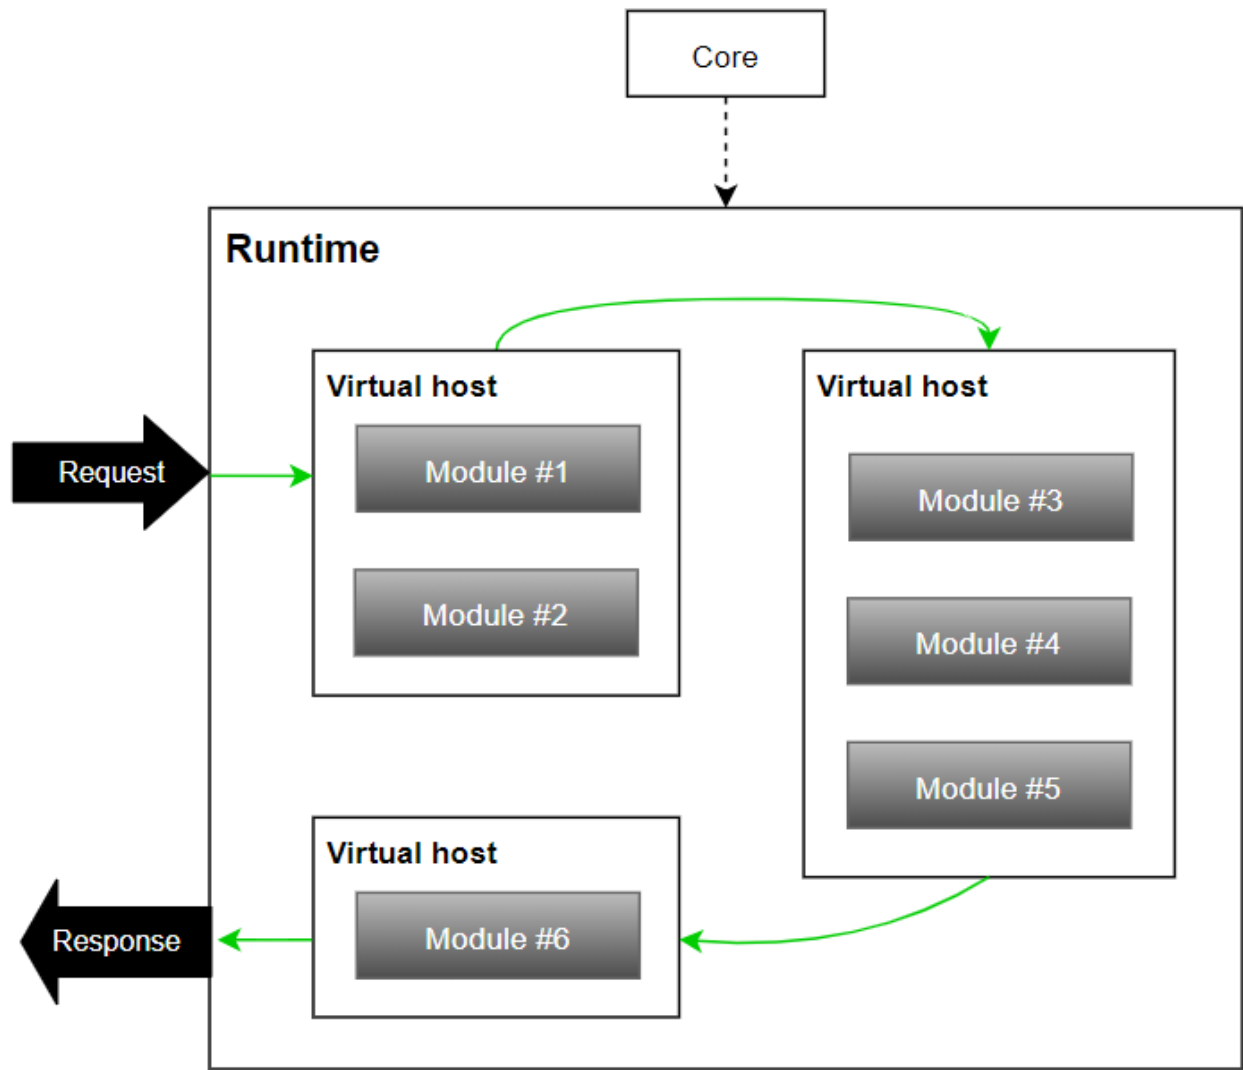 Core
Runtime
Virtual host
Virtual host
Request
Module #1
Module #3
Module #2
Module #4
Module #5
Virtual host
Response
Module #6